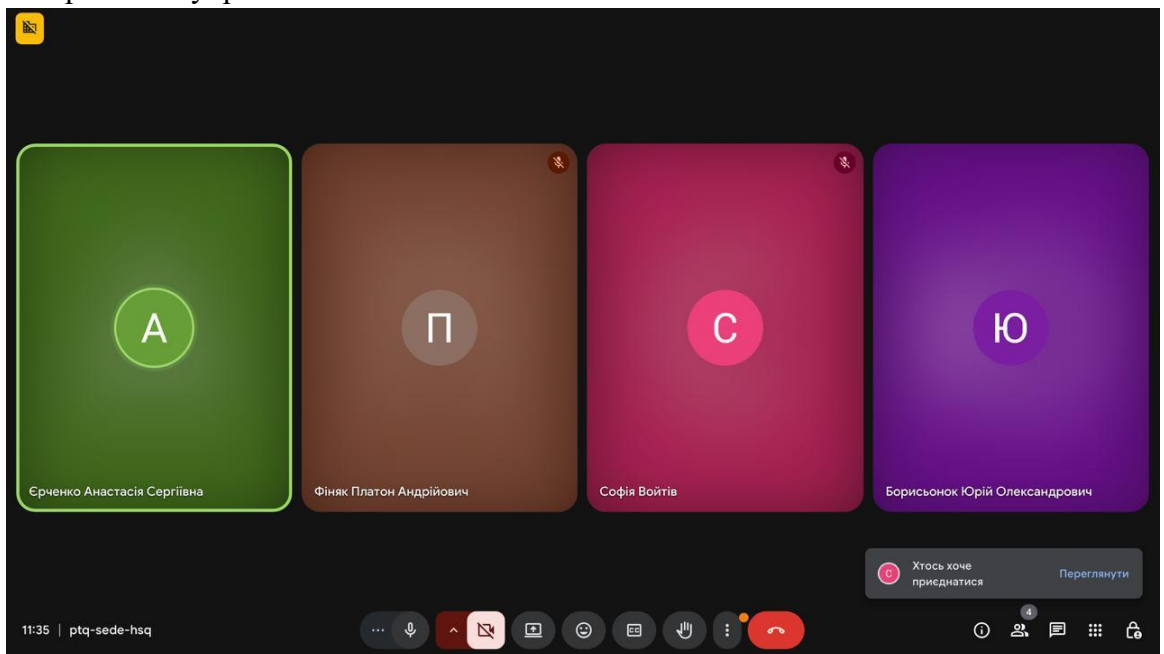 А
П
С
Ю
Єрченко Анастасія Сергіївна
Фіняк Платон Андрійович
Софія Войтів
Борисьонок Юрій Олександрович
С
Хтось хоче
приєднатися
Переглянути
4
11:35 | ptq-sede-hsq
CC